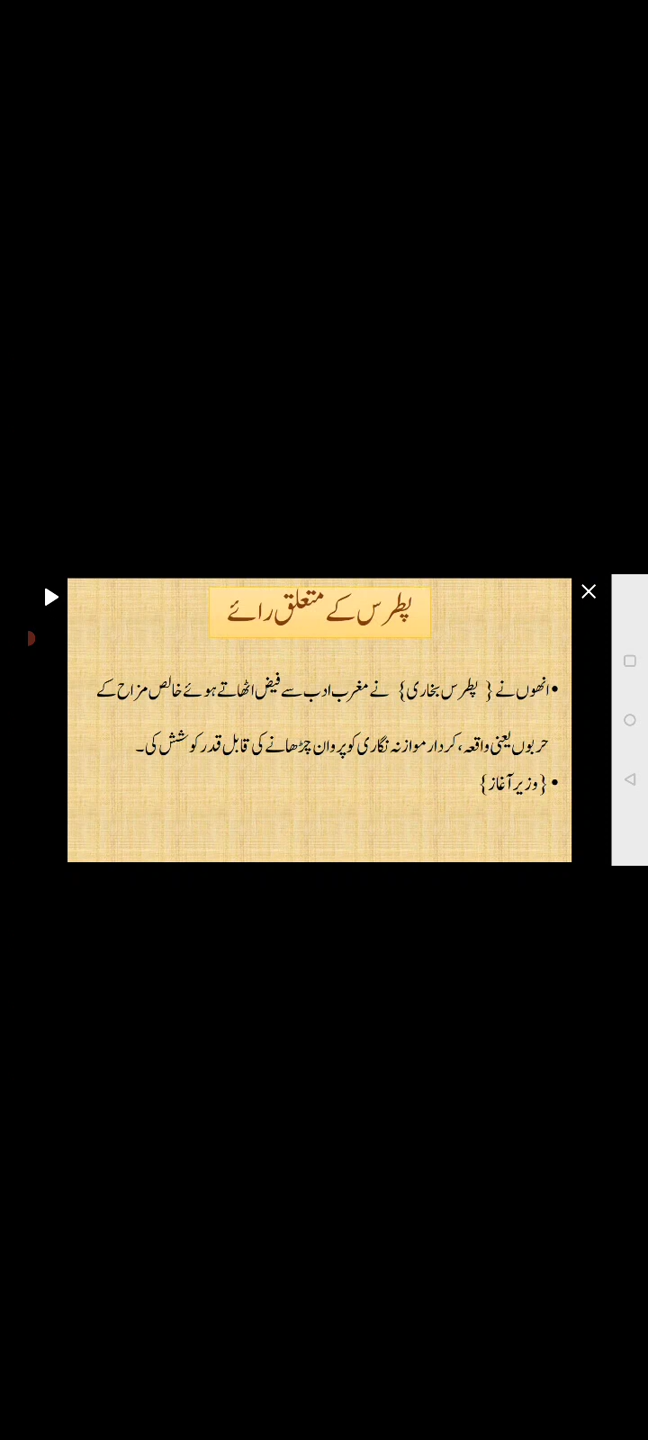 پطرس کے متعلق رائے
•انھوں نے { پطرس بخاری } نے مغرب ادب سے فیض اٹھاتے ہوئے خالص مزاح کے
حربوں یعنی واقعہ، کردار موازنہ نگاری کو پروان چڑھانے کی قابل قدر کوشش کی۔
•{وزیر آغاز}